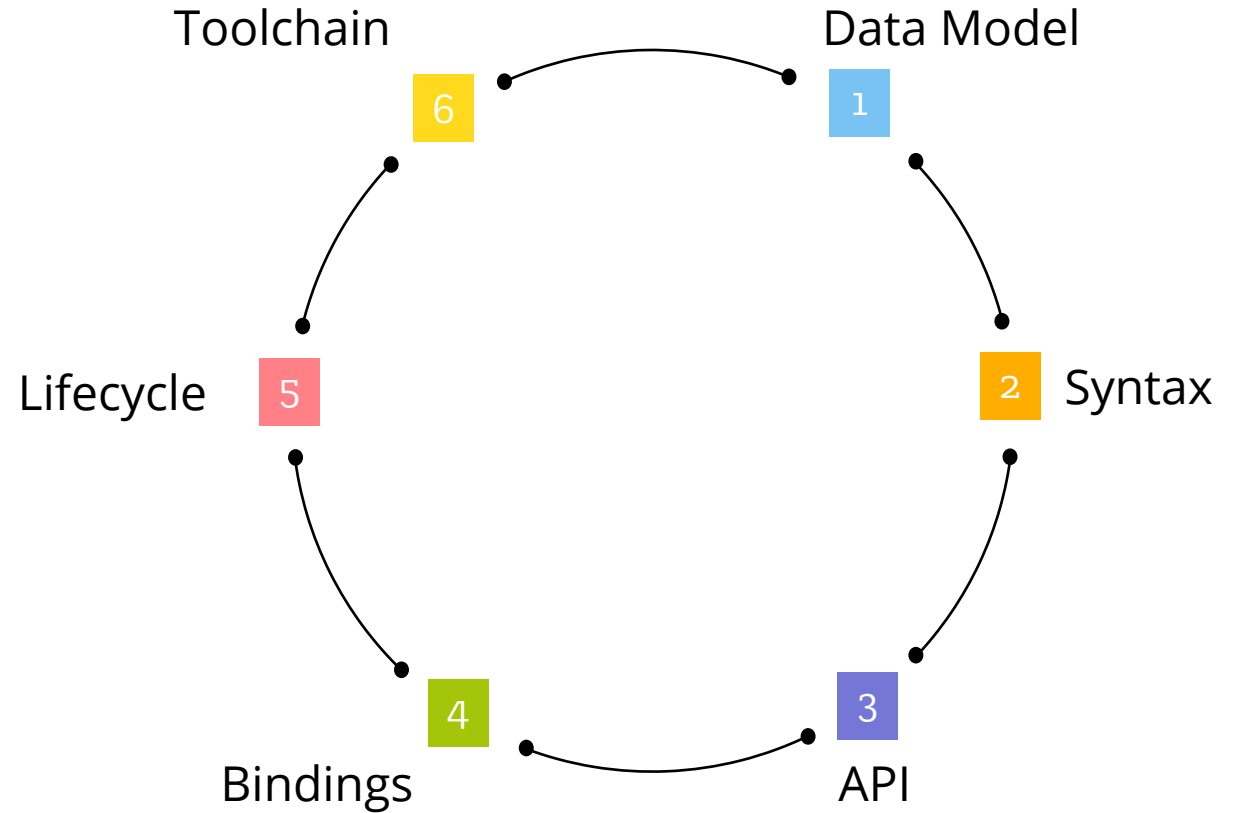 Toolchain
Data Model
6
1
Lifecycle
5
2
Syntax
4
3
Bindings
API